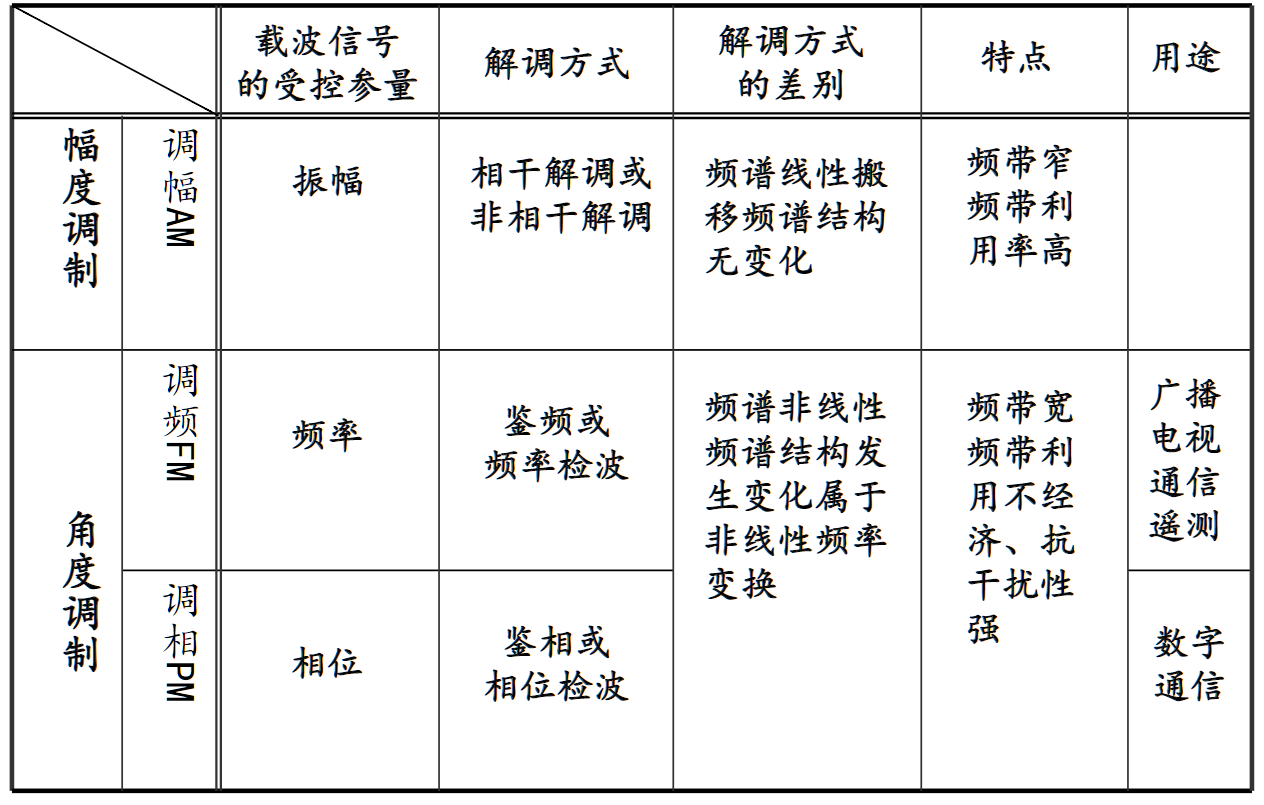 载波信号
的受控参量
解调方式
解调方式
的差别
特点
用途
幅度调制
调幅AM
振幅
相干解调或
非相干解调
频谱线性搬
移频谱结构
无变化
频带窄
频带利
用率高
角度调制
调频FM
频率
鉴频或
频率检波
频谱非线性
频谱结构发
生变化属于
非线性频率
变换
频带宽
频带利
用不经
济、抗
干扰性
强
广播
电视
通信
遥测
调相PM
相位
鉴相或
相位检波
数字
通信